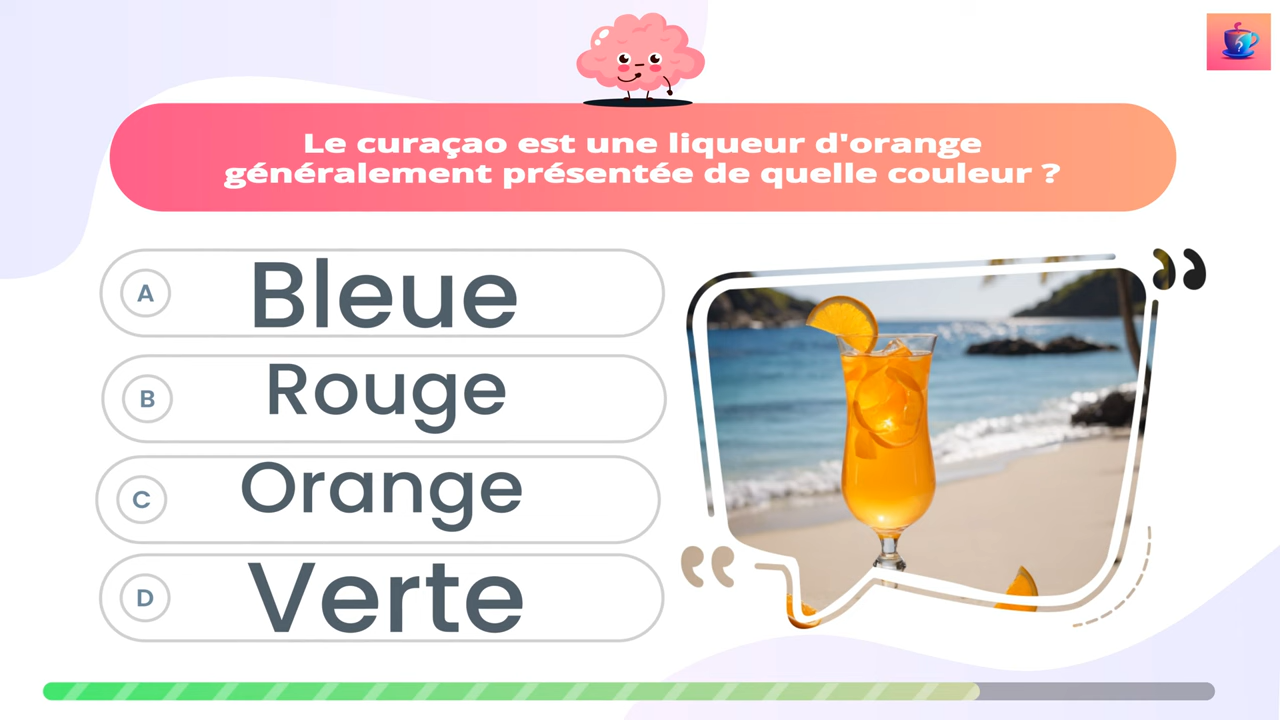 Le curaçao est une liqueur d'orange
généralement présentée de quelle couleur ?
A Bleue
B Rouge
C Orange
D Verte